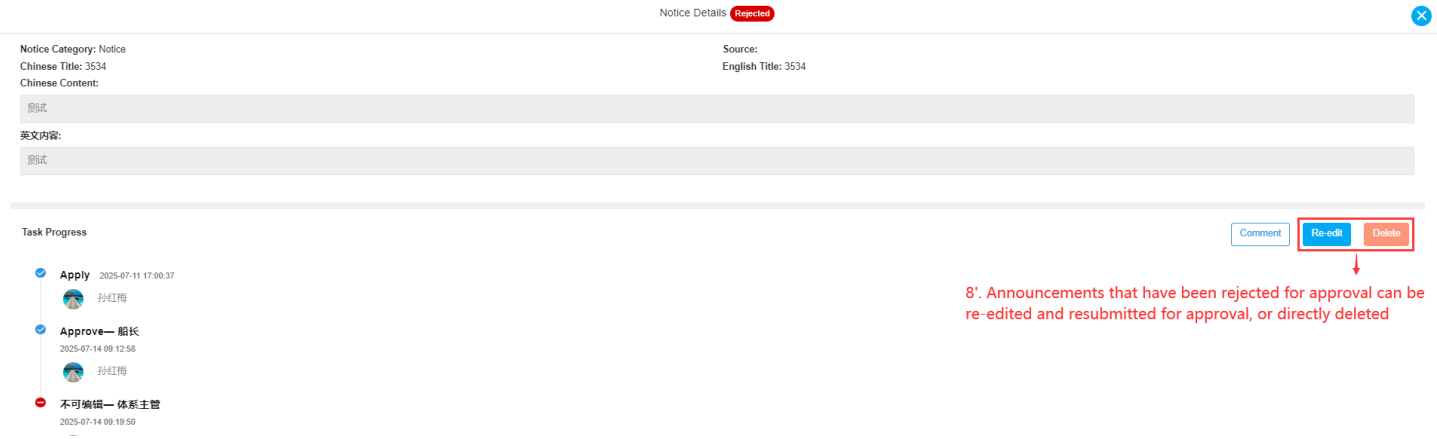 Notice Details Rejected
Notice Category: Notice
Source:
Chinese Title: 3534
English Title: 3534
Chinese Content:
测试
英文内容:
测试
Task Progress
Comment
Re-edit
Delete
Apply 2025-07-11 17:00:37
孙红梅
8'. Announcements that have been rejected for approval can be
re-edited and resubmitted for approval, or directly deleted
Approve— 船长
2025-07-14 09:12:58
孙红梅
不可编辑— 体系主管
2025-07-14 09:19:50